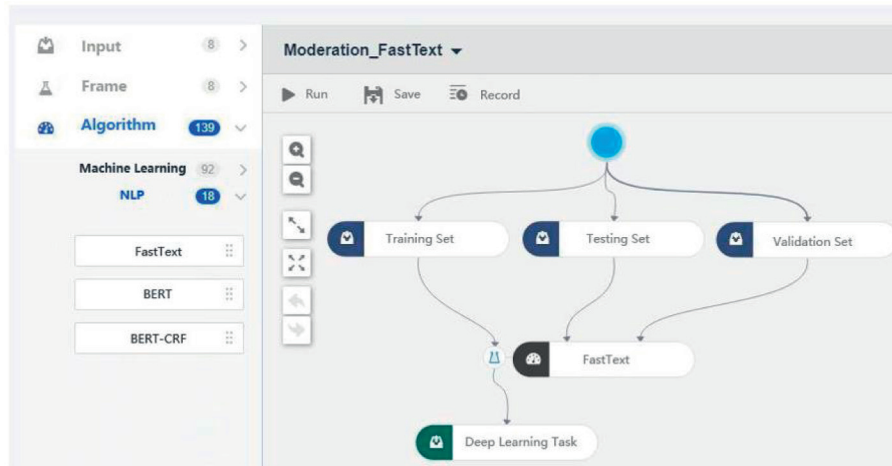 Input 8
Frame 8
Algorithm 139
Machine Learning 92
NLP 18
FastText
BERT
BERT-CRF
Moderation_FastText
Run Save Record
Training Set Testing Set Validation Set
FastText
Deep Learning Task